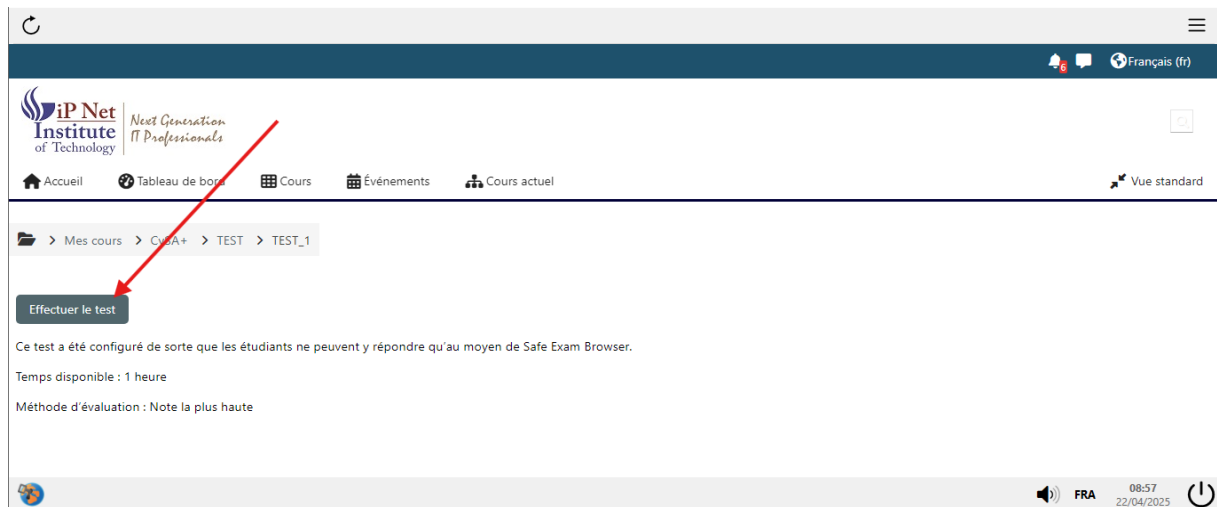 6
Français (fr)
iP Net
Institute
of Technology
Next Generation
IT Professionals
Accueil
Tableau de bord
Cours
Événements
Cours actuel
Vue standard
Mes cours > CySA+ > TEST > TEST_1
Effectuer le test
Ce test a été configuré de sorte que les étudiants ne peuvent y répondre qu'au moyen de Safe Exam Browser.
Temps disponible : 1 heure
Méthode d'évaluation : Note la plus haute
FRA
08:57
22/04/2025